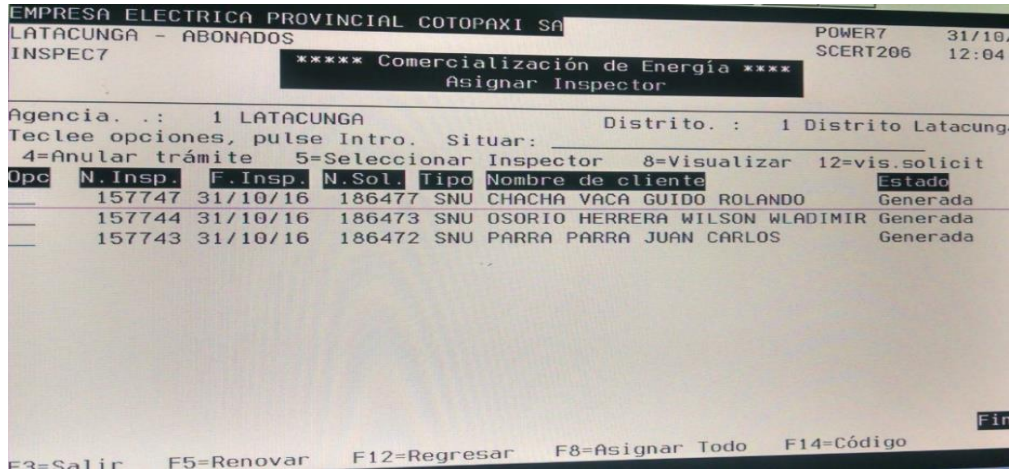 EMPRESA ELECTRICA PROVINCIAL COTOPAXI SA
LATACUNGA - ABONADOS POWER7 31/10/
INSPEC7 ***** Comercialización de Energía **** SCERT206 12:04
Asignar Inspector
Agencia. .: 1 LATACUNGA Distrito. : 1 Distrito Latacunga
Teclee opciones, pulse Intro. Situar:
4=Anular trámite 5=Seleccionar Inspector 8=Visualizar 12=vis.solicit
Opc N.Insp. F.Insp. N.Sol. Tipo Nombre de cliente Estado
157747 31/10/16 186477 SNU CHACHA VACA GUIDO ROLANDO Generada
157744 31/10/16 186473 SNU OSORIO HERRERA WILSON WLADIMIR Generada
157743 31/10/16 186472 SNU PARRA PARRA JUAN CARLOS Generada
Fin
F3=Salir F5=Renovar F12=Regresar F8=Asignar Todo F14=Código